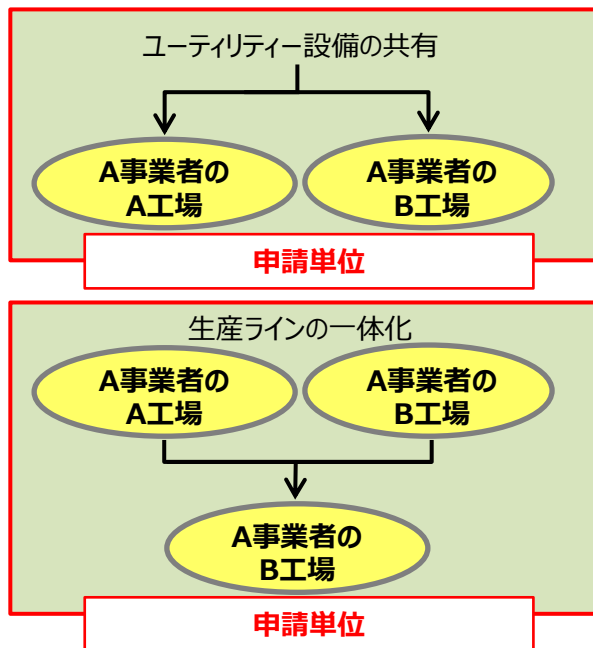 ユーティリティー設備の共有
A事業者の
A工場
A事業者の
B工場
申請単位
生産ラインの一体化
A事業者の
A工場
A事業者の
B工場
A事業者の
B工場
申請単位